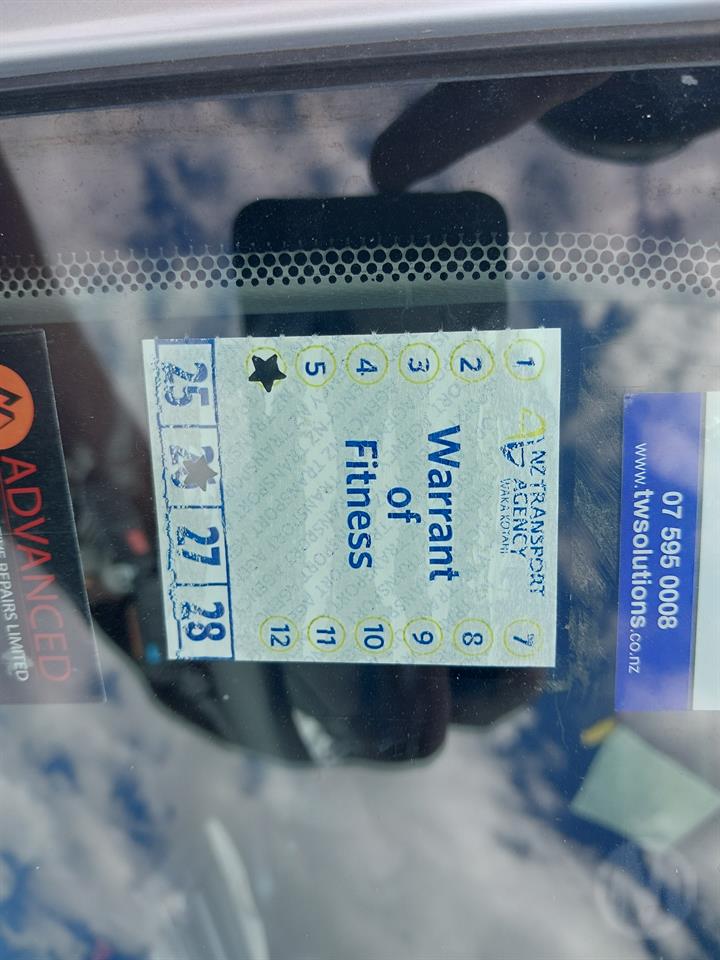 NZ TRANSPORT
AGENCY
WAKA KOTAHI
1
2
3
4
5
7
8
9
10
11
12
Warrant
of
Fitness
25 27 28
ADVANCED
REPAIRS LIMITED
07 595 0008
www.twsolutions.co.nz